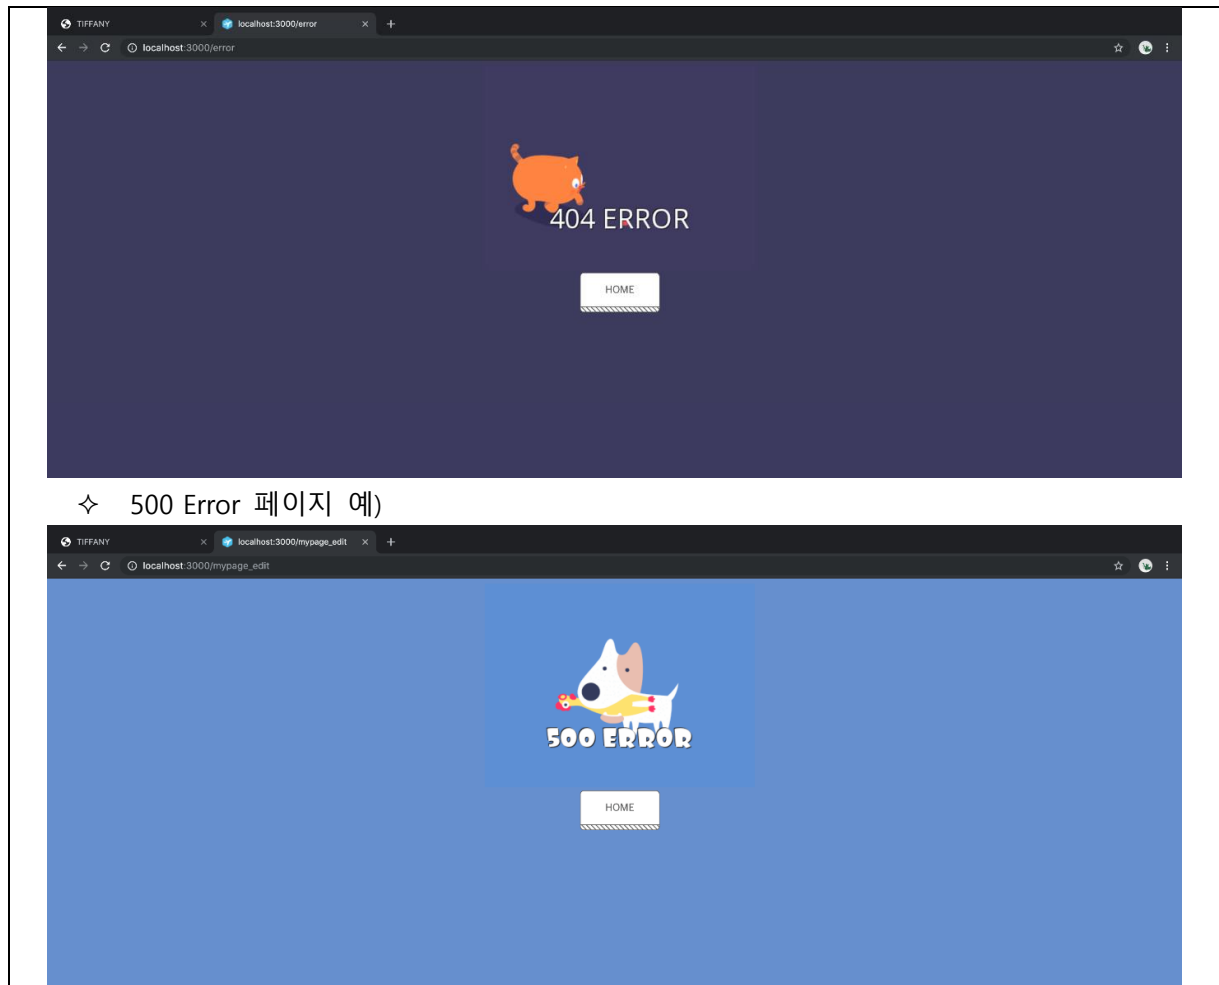 TIFFANY
localhost:3000/error
localhost:3000/error
404 ERROR
HOME
500 Error 페이지 예)
TIFFANY
localhost:3000/mypage_edit
localhost:3000/mypage_edit
500 ERROR
HOME